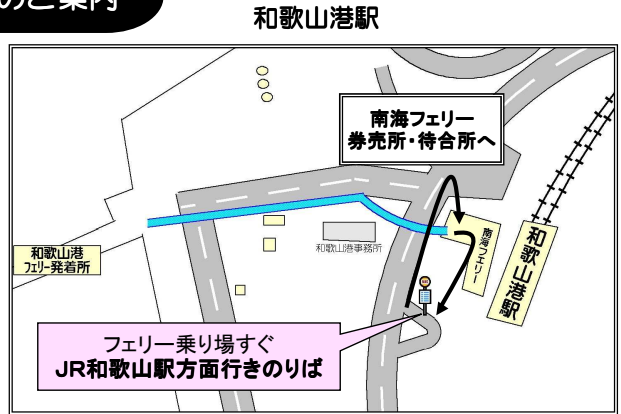 のご案内
和歌山港駅
南海フェリー
券売所・待合所へ
和歌山港
フェリー発着所
和歌山港事務所
南海フェリー
和歌山港駅
フェリー乗り場すぐ
JR和歌山駅方面行きのりば